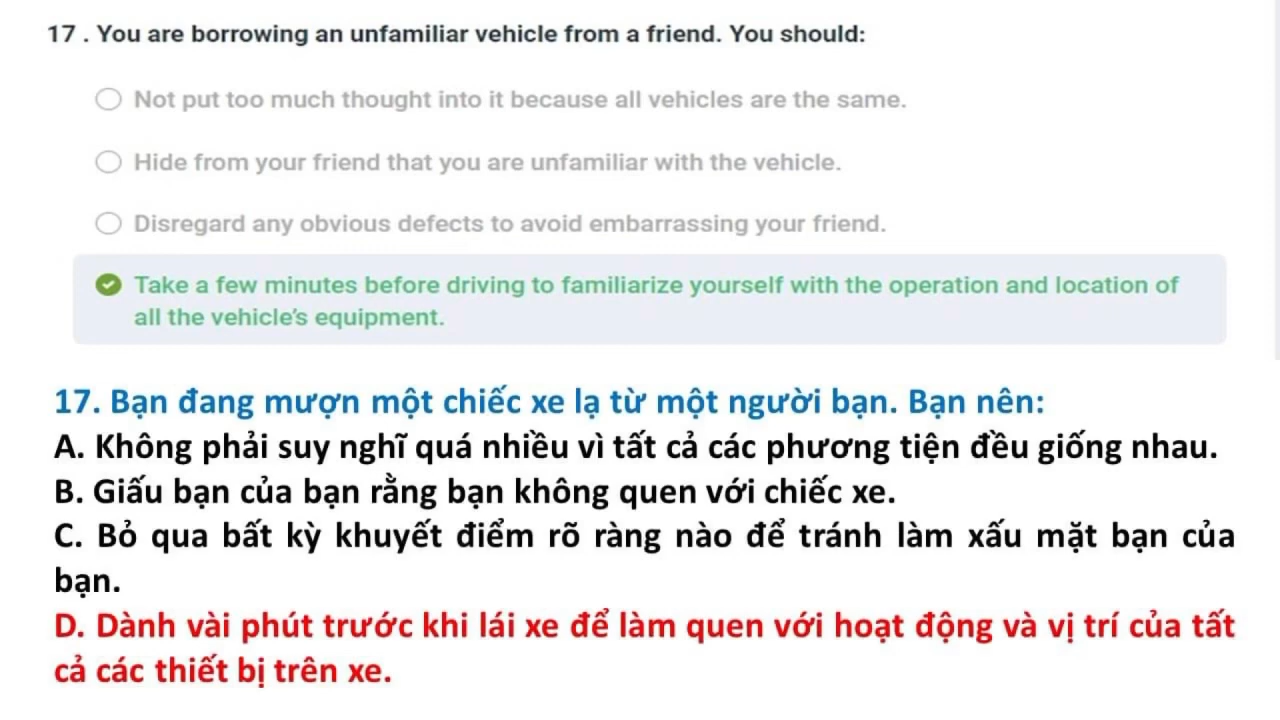 17 . You are borrowing an unfamiliar vehicle from a friend. You should:
Not put too much thought into it because all vehicles are the same.
Hide from your friend that you are unfamiliar with the vehicle.
Disregard any obvious defects to avoid embarrassing your friend.
Take a few minutes before driving to familiarize yourself with the operation and location of
all the vehicle's equipment.
17. Bạn đang mượn một chiếc xe lạ từ một người bạn. Bạn nên:
A. Không phải suy nghĩ quá nhiều vì tất cả các phương tiện đều giống nhau.
B. Giấu bạn của bạn rằng bạn không quen với chiếc xe.
C. Bỏ qua bất kỳ khuyết điểm rõ ràng nào để tránh làm xấu mặt bạn của
bạn.
D. Dành vài phút trước khi lái xe để làm quen với hoạt động và vị trí của tất
cả các thiết bị trên xe.